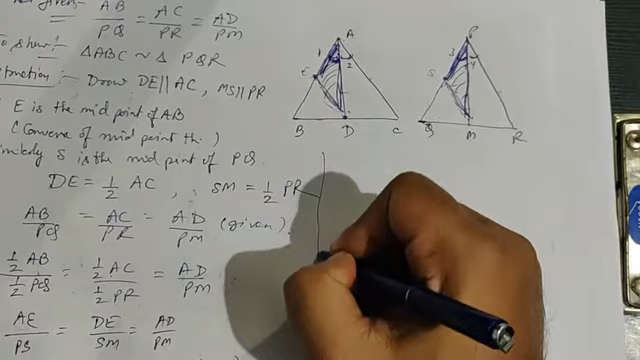 given:- AB/PQ = AC/PR = AD/PM
To show:- ΔABC ~ Δ PQR
Draw DE || AC, MS || PR
E is the mid point of AB
(Converse of mid point th.)
S is the mid point of PQ
DE = 1/2 AC, SM = 1/2 PR
AB/PQ = AC/PR = AD/PM (given).
1/2 AB / 1/2 PQ = 1/2 AC / 1/2 PR = AD/PM
AE/PS = DE/SM = AD/PM
A
1
2
E
B
D
C
P
3
4
S
Q
M
R